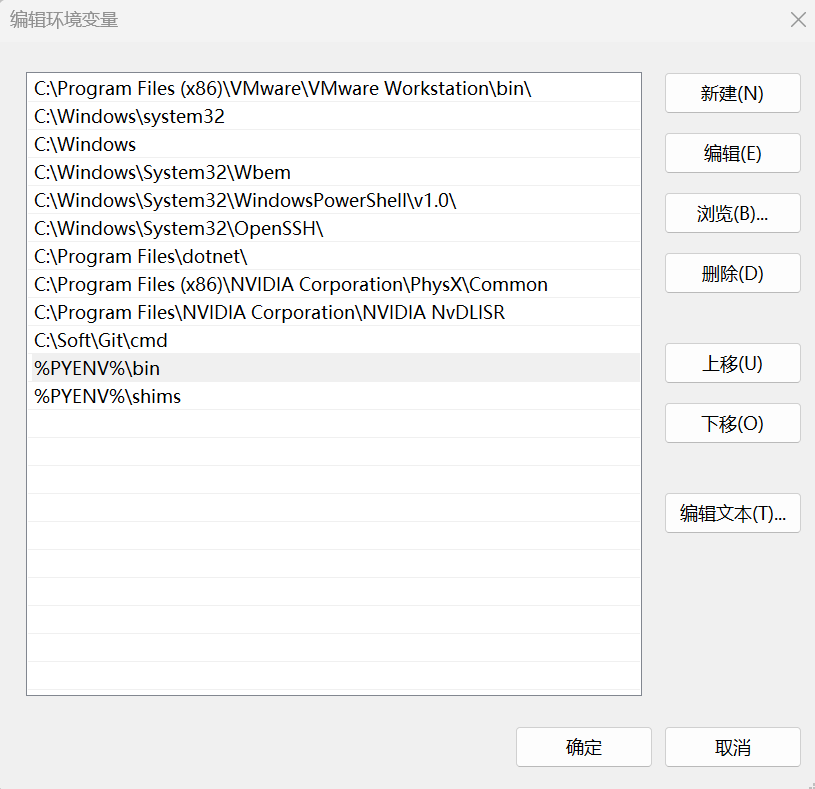 编辑环境变量
C:\Program Files (x86)\VMware\VMware Workstation\bin\
新建(N)
C:\Windows\system32
C:\Windows
编辑(E)
C:\Windows\System32\Wbem
C:\Windows\System32\WindowsPowerShell\v1.0\
浏览(B)...
C:\Windows\System32\OpenSSH\
C:\Program Files\dotnet\
删除(D)
C:\Program Files (x86)\NVIDIA Corporation\PhysX\Common
C:\Program Files\NVIDIA Corporation\NVIDIA NvDLISR
C:\Soft\Git\cmd
上移(U)
%PYENV%\bin
%PYENV%\shims
下移(O)
编辑文本(T)...
确定
取消